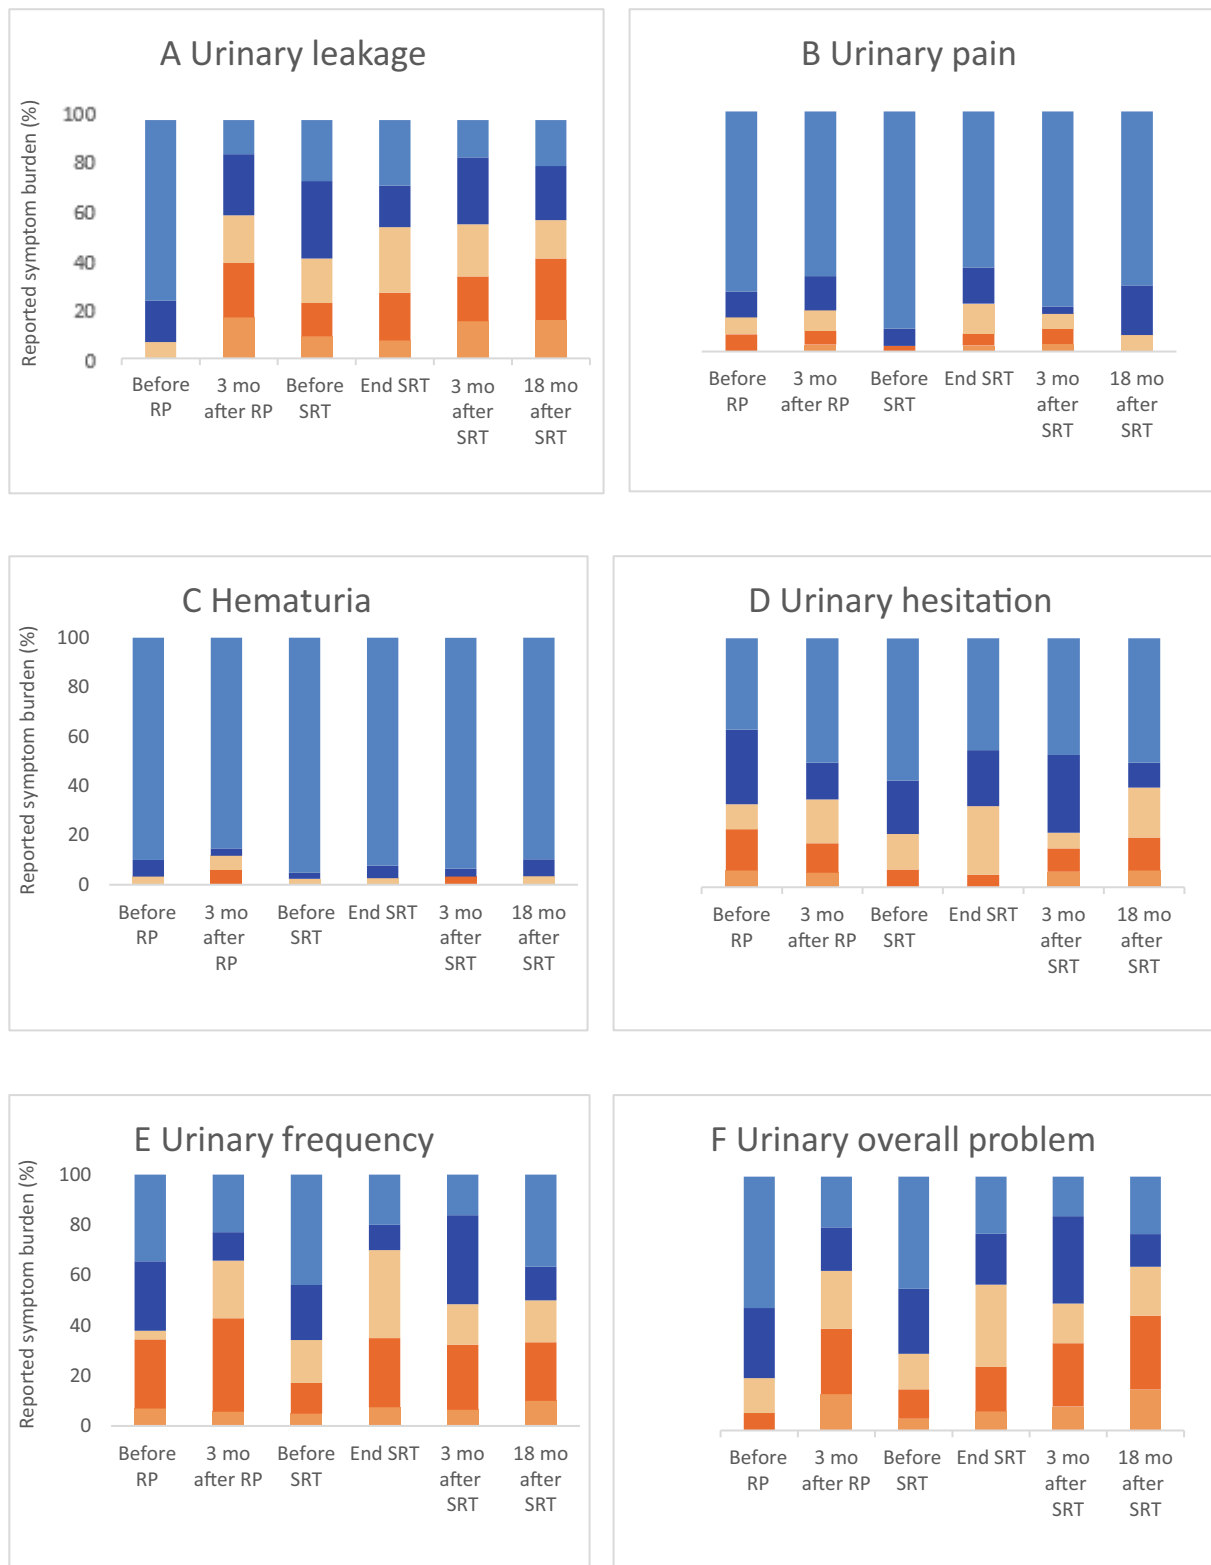 A Urinary leakage
Reported symptom burden (%)
100
80
60
40
20
0
Before
RP
3 mo
after RP
Before
SRT
End SRT
3 mo
after
SRT
18 mo
after
SRT
B Urinary pain
Before
RP
3 mo
after RP
Before
SRT
End SRT
3 mo
after
SRT
18 mo
after
SRT
C Hematuria
Reported symptom burden (%)
100
80
60
40
20
0
Before
RP
3 mo
after
RP
Before
SRT
End SRT
3 mo
after
SRT
18 mo
after
SRT
D Urinary hesitation
Before
RP
3 mo
after RP
Before
SRT
End SRT
3 mo
after
SRT
18 mo
after
SRT
E Urinary frequency
Reported symptom burden (%)
100
80
60
40
20
0
Before
RP
3 mo
after RP
Before
SRT
End SRT
3 mo
after
SRT
18 mo
after
SRT
F Urinary overall problem
Before
RP
3 mo
after RP
Before
SRT
End SRT
3 mo
after
SRT
18 mo
after
SRT